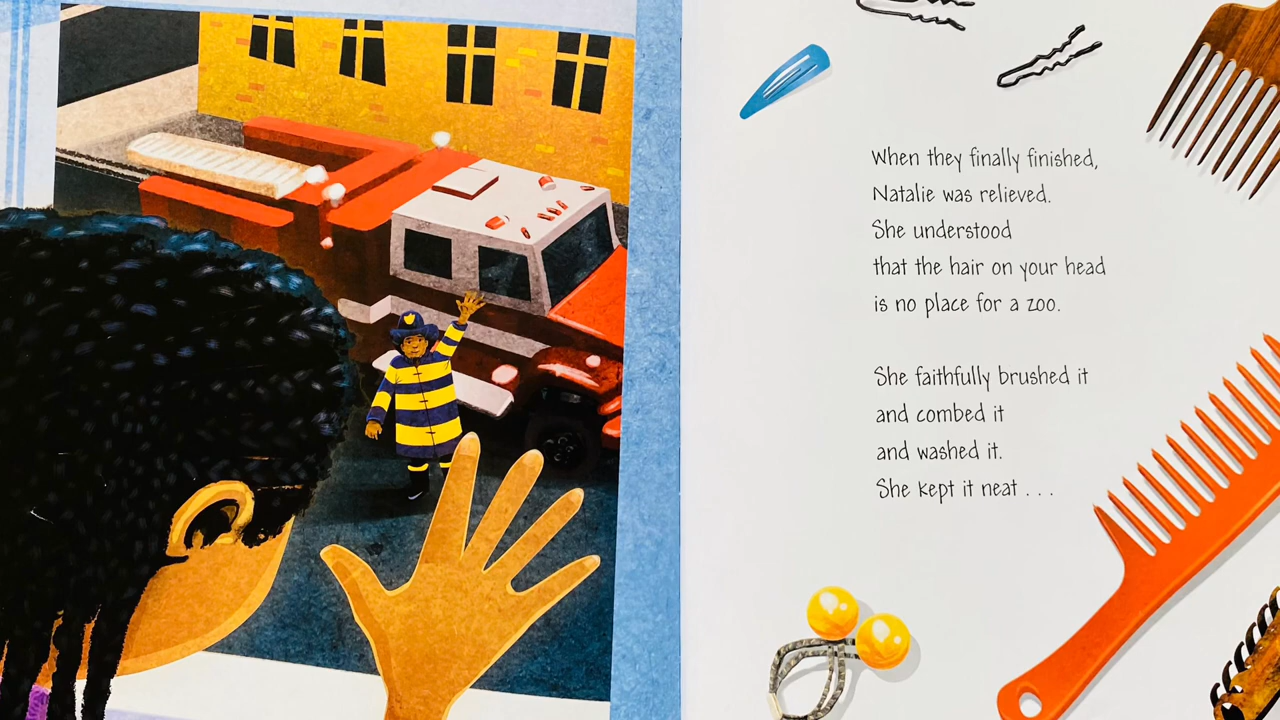 When they finally finished,
Natalie was relieved.
She understood
that the hair on your head
is no place for a zoo.
She faithfully brushed it
and combed it
and washed it.
She kept it neat . . .